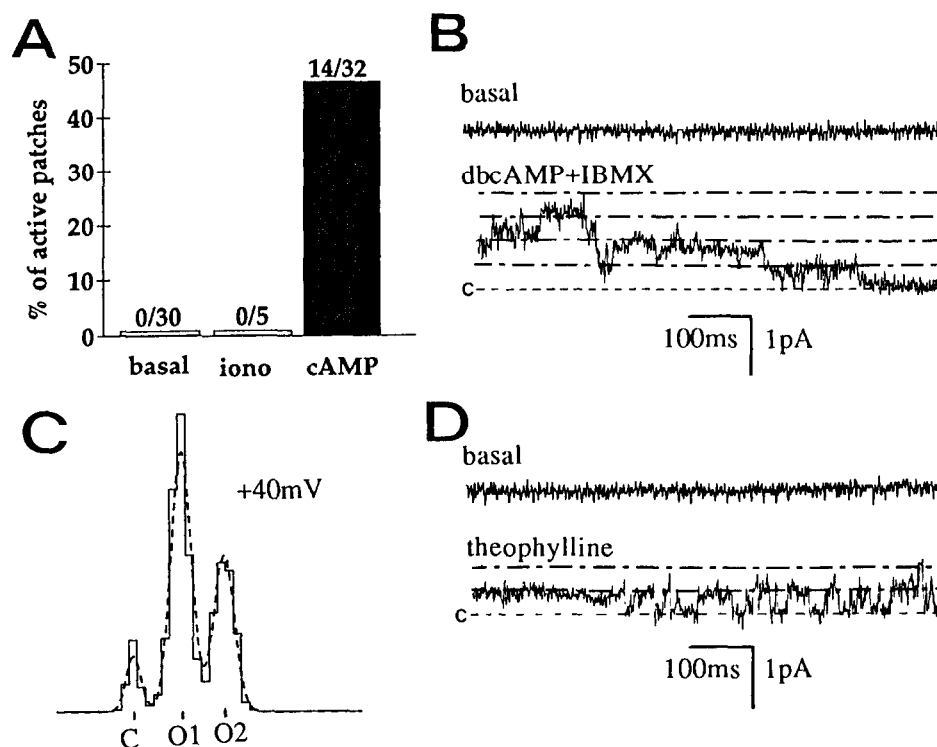 A
% of active patches
50
40
30
20
10
0
0/30
0/5
14/32
basal
iono
cAMP
B
basal
dbcAMP+IBMX
c
100ms
1pA
C
+40mV
C
O1
O2
D
basal
theophylline
c
100ms
1pA